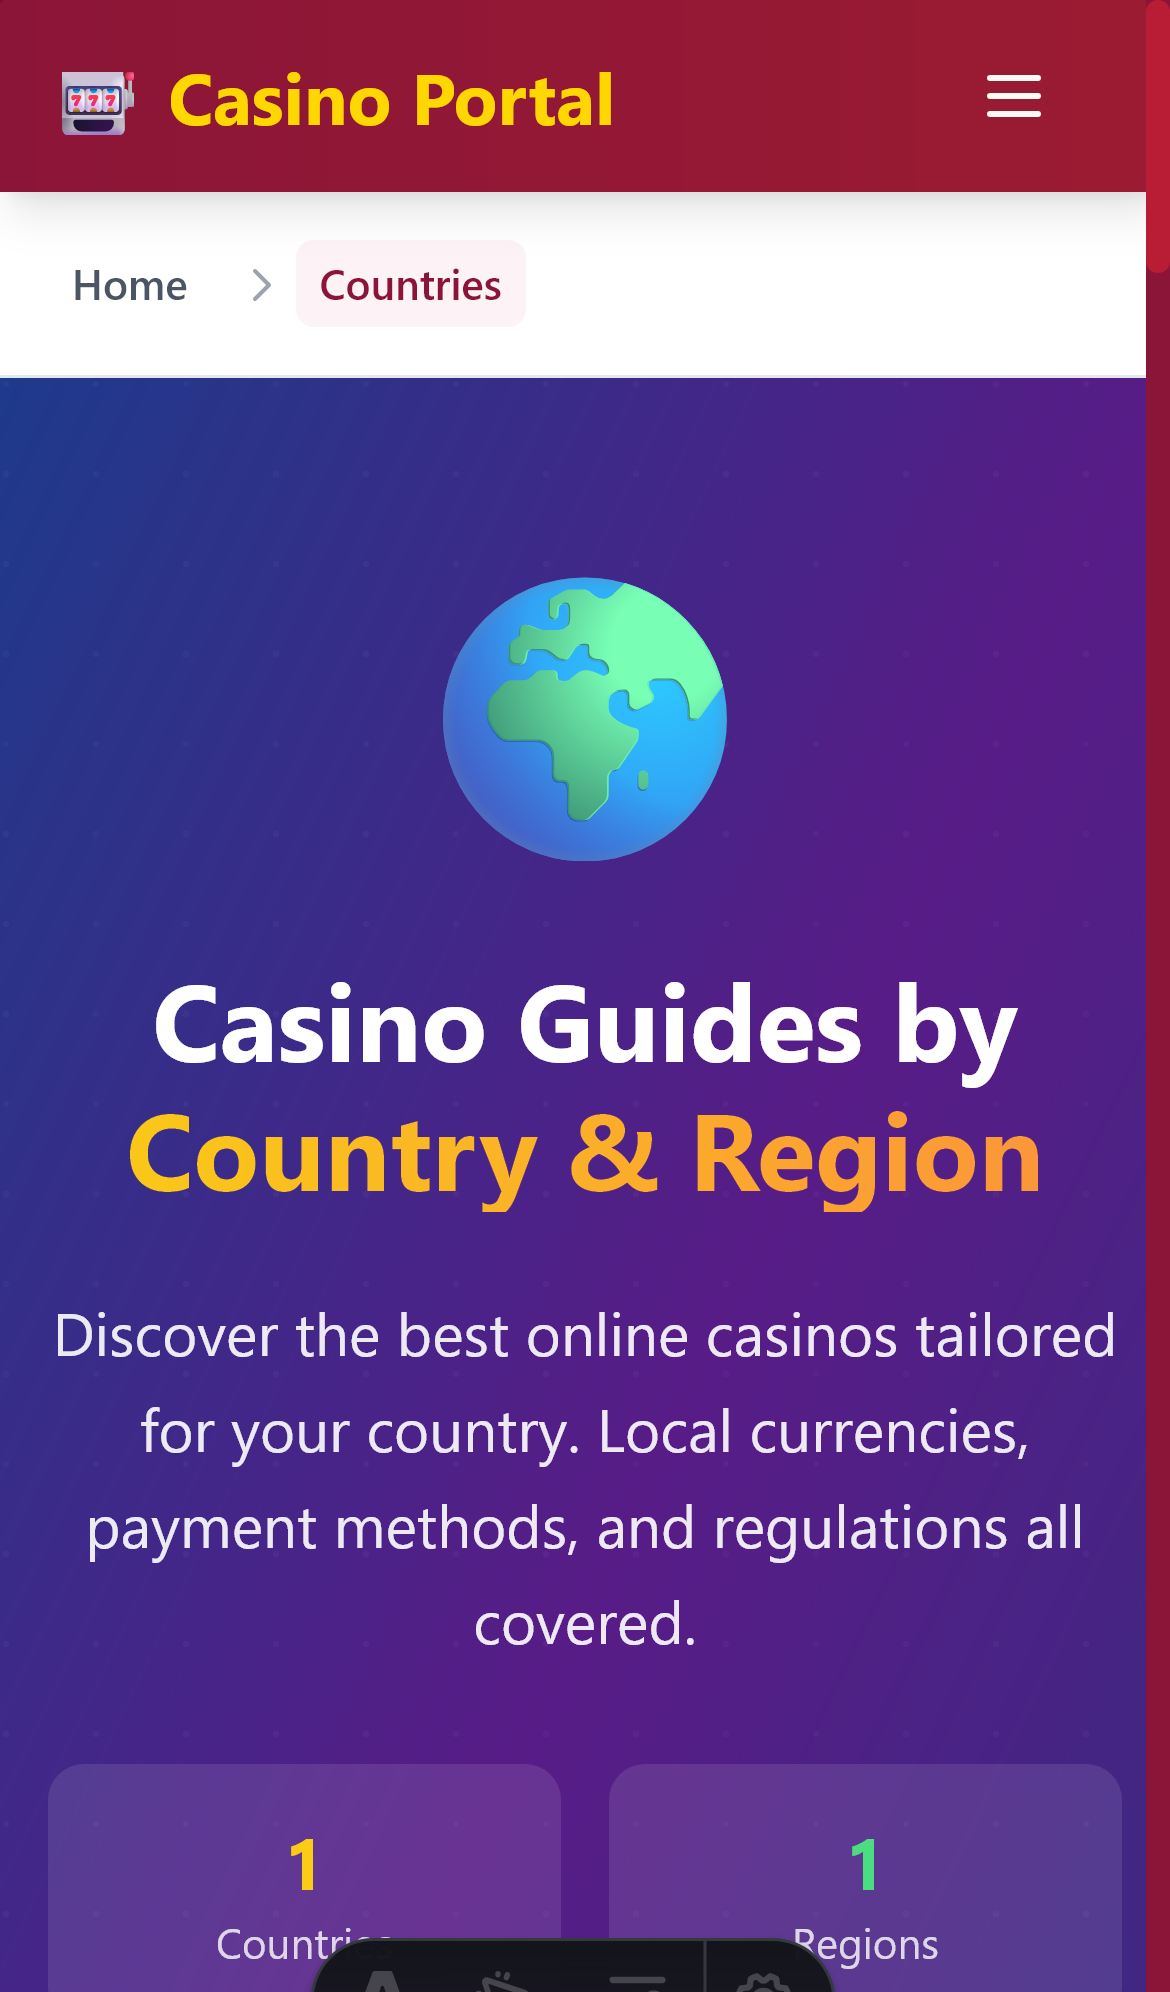 Casino Portal
Home
Countries
Casino Guides by
Country & Region
Discover the best online casinos tailored
for your country. Local currencies,
payment methods, and regulations all
covered.
1
1
Countries
Regions